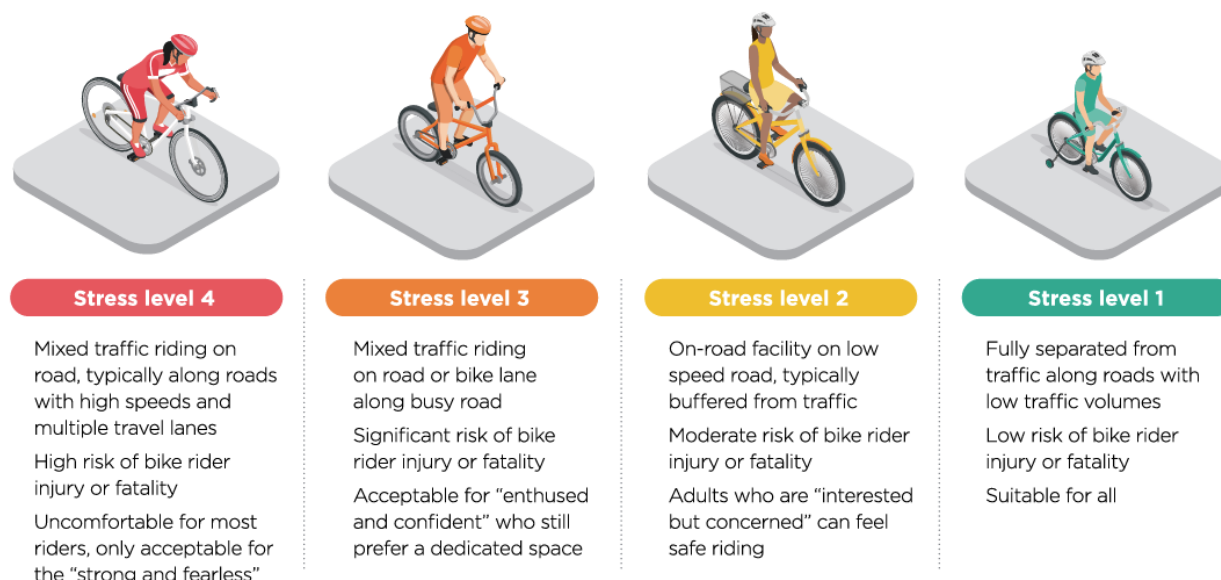 Stress level 4
Mixed traffic riding on
road, typically along roads
with high speeds and
multiple travel lanes
High risk of bike rider
injury or fatality
Uncomfortable for most
riders, only acceptable for
the “strong and fearless”
Stress level 3
Mixed traffic riding
on road or bike lane
along busy road
Significant risk of bike
rider injury or fatality
Acceptable for “enthused
and confident” who still
prefer a dedicated space
Stress level 2
On-road facility on low
speed road, typically
buffered from traffic
Moderate risk of bike rider
injury or fatality
Adults who are “interested
but concerned” can feel
safe riding
Stress level 1
Fully separated from
traffic along roads with
low traffic volumes
Low risk of bike rider
injury or fatality
Suitable for all